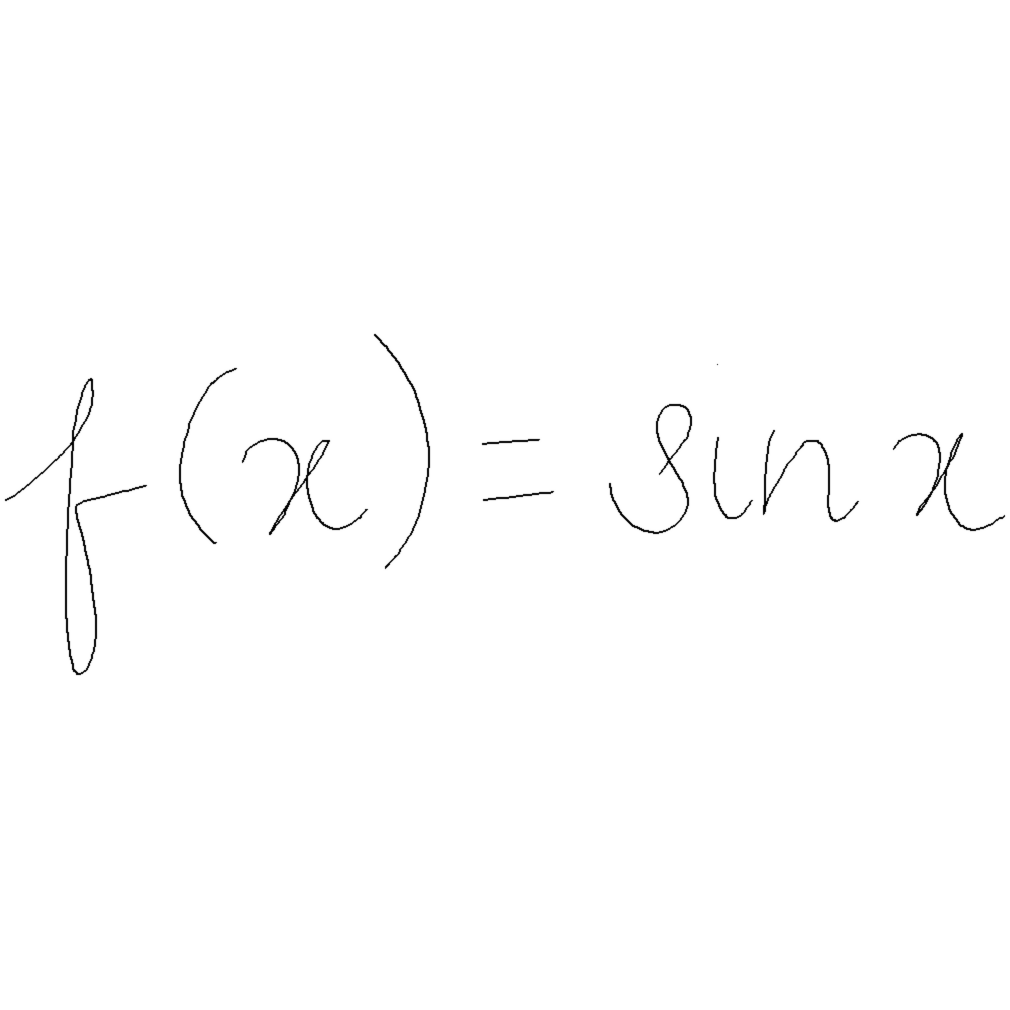 f(x) = sin x